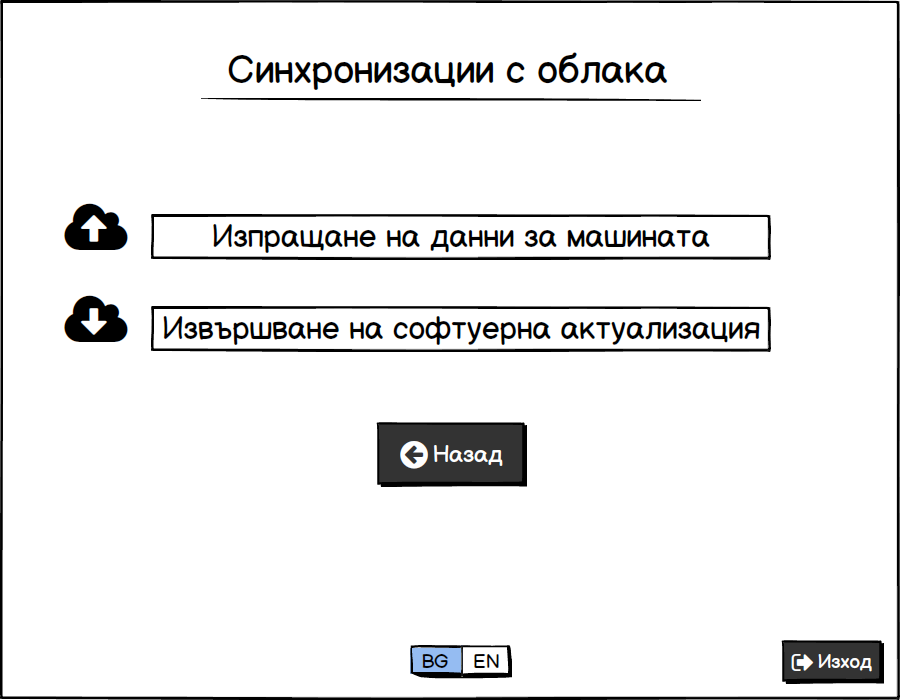 Синхронизации с облака
Изпращане на данни за машината
Извършване на софтуерна актуализация
Назад
BG EN
Изход